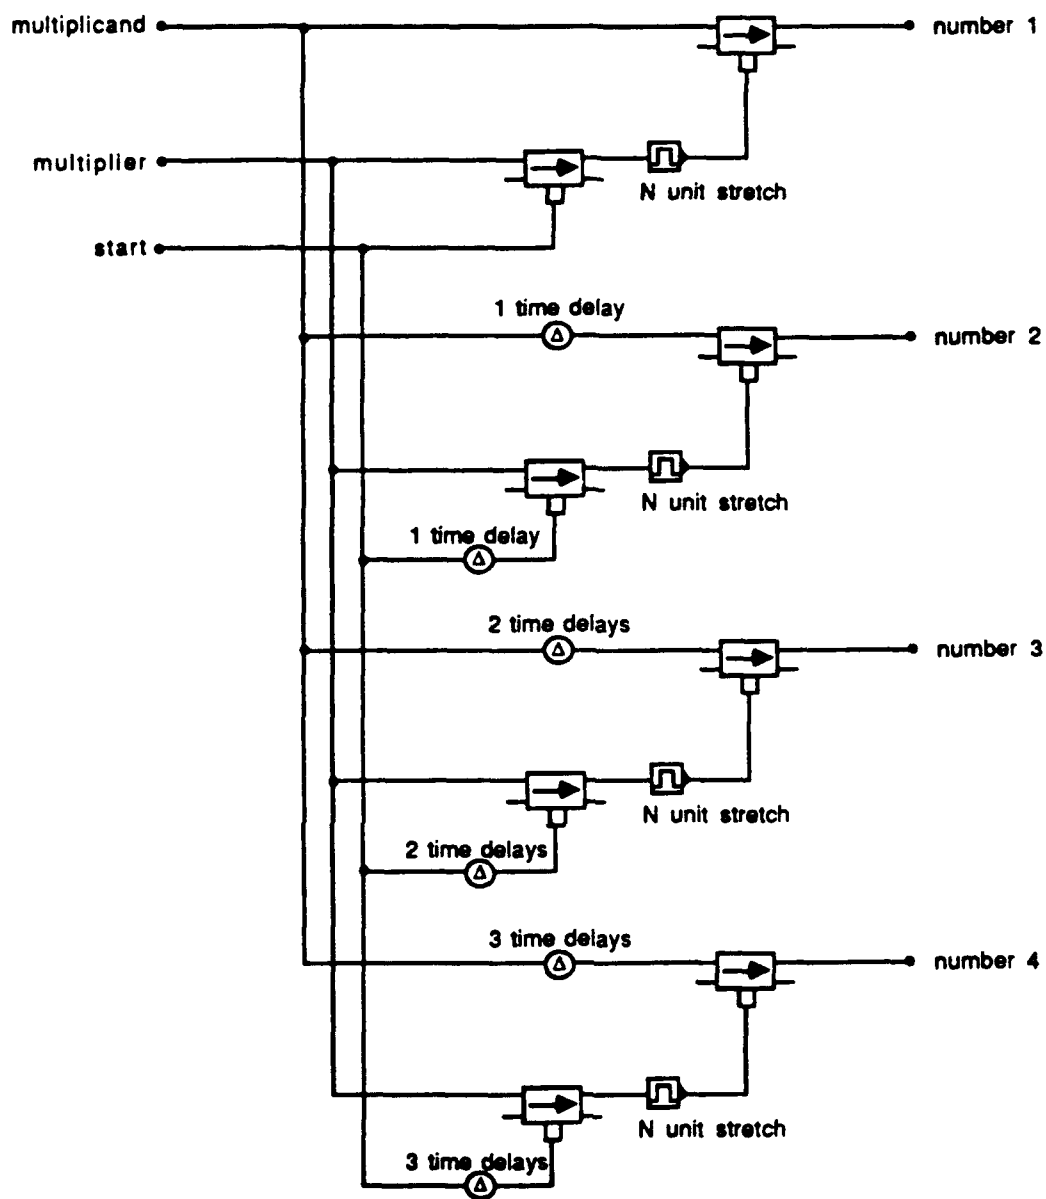 multiplicand
number 1
multiplier
N unit stretch
start
1 time delay
number 2
N unit stretch
1 time delay
2 time delays
number 3
N unit stretch
2 time delays
3 time delays
number 4
N unit stretch
3 time delays